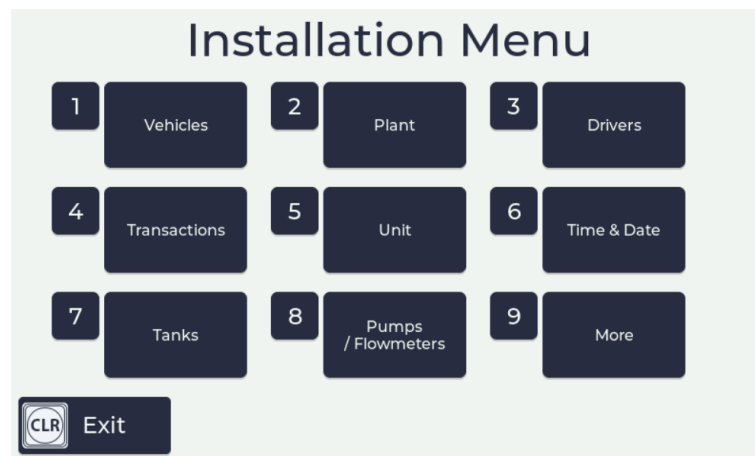 Installation Menu
1
Vehicles
2
Plant
3
Drivers
4
Transactions
5
Unit
6
Time & Date
7
Tanks
8
Pumps
/ Flowmeters
9
More
CLR
Exit